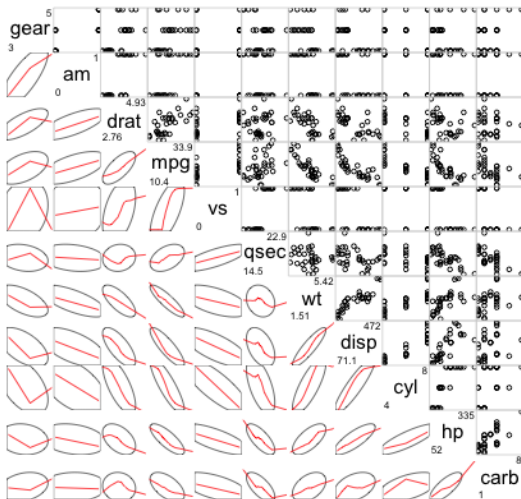 5
gear
3
1
am
0
4.93
drat
2.76
33.9
mpg
10.4
1
vs
0
22.9
qsec
14.5
5.42
wt
1.51
472
disp
71.1
8
cyl
4
335
hp
52
8
carb
1